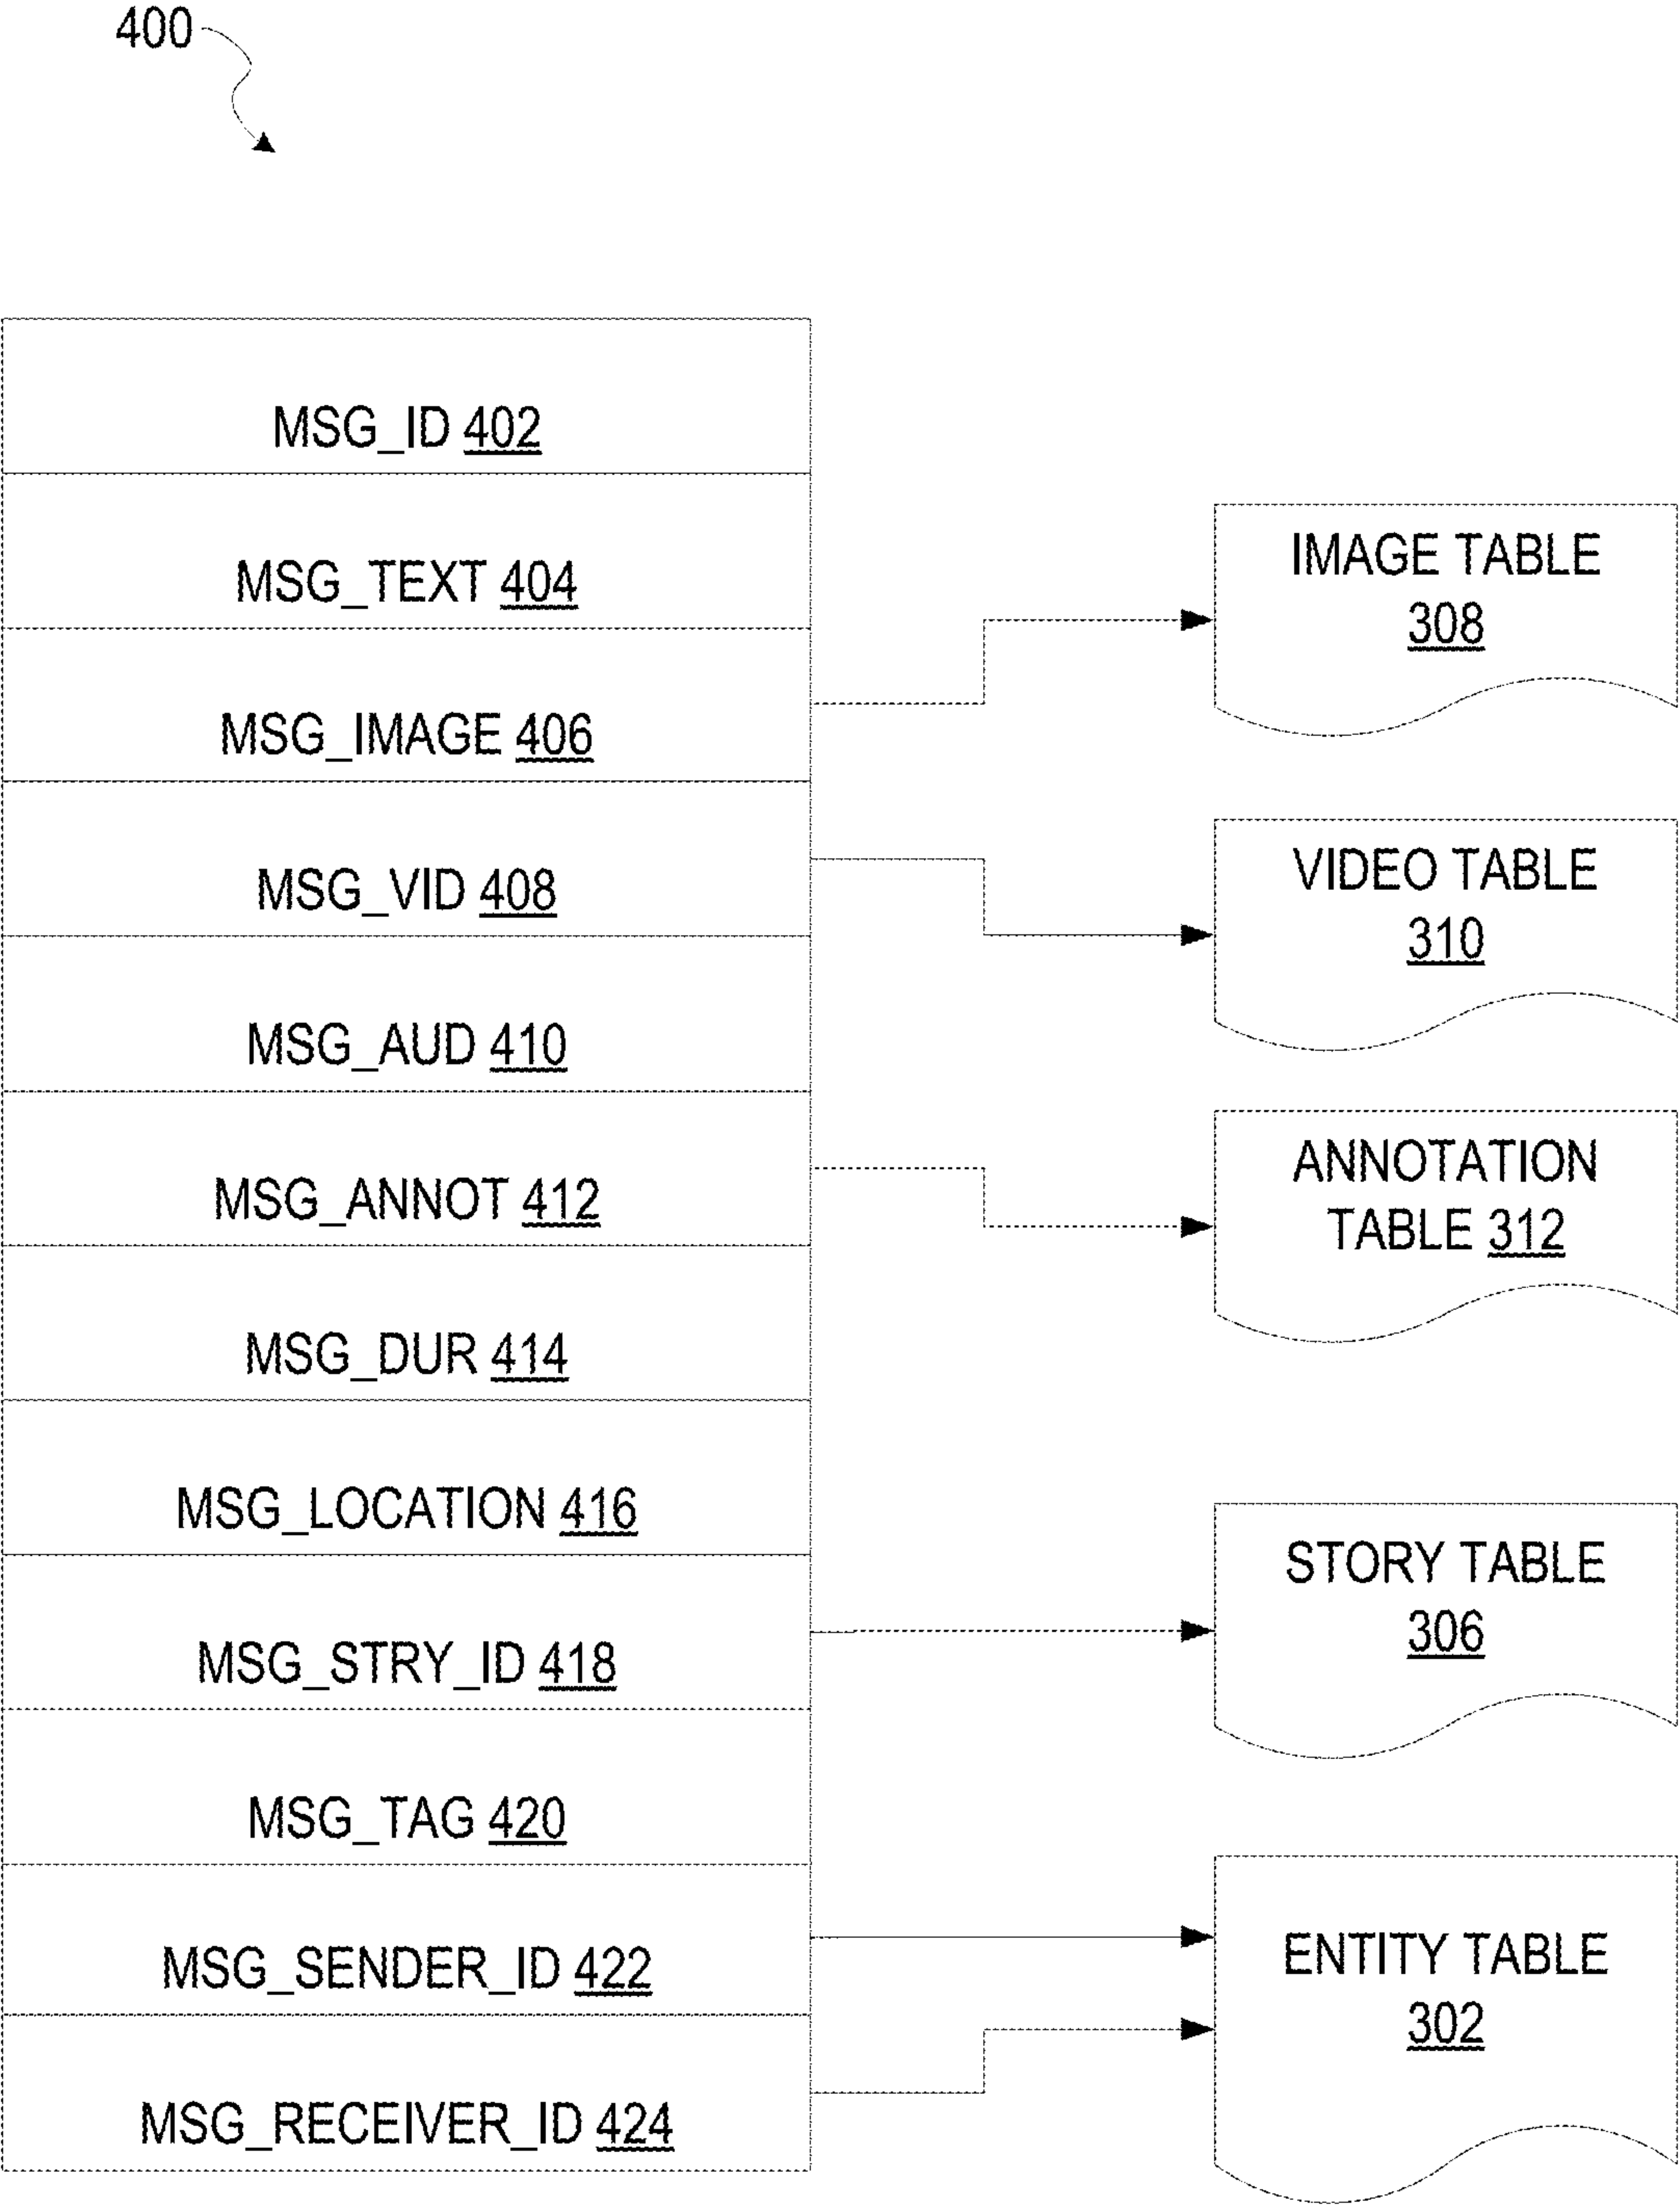 400
MSG_ID 402
MSG_TEXT 404
MSG_IMAGE 406
MSG_VID 408
MSG_AUD 410
MSG_ANNOT 412
MSG_DUR 414
MSG_LOCATION 416
MSG_STRY_ID 418
MSG_TAG 420
MSG_SENDER_ID 422
MSG_RECEIVER_ID 424
IMAGE TABLE
308
VIDEO TABLE
310
ANNOTATION
TABLE 312
STORY TABLE
306
ENTITY TABLE
302